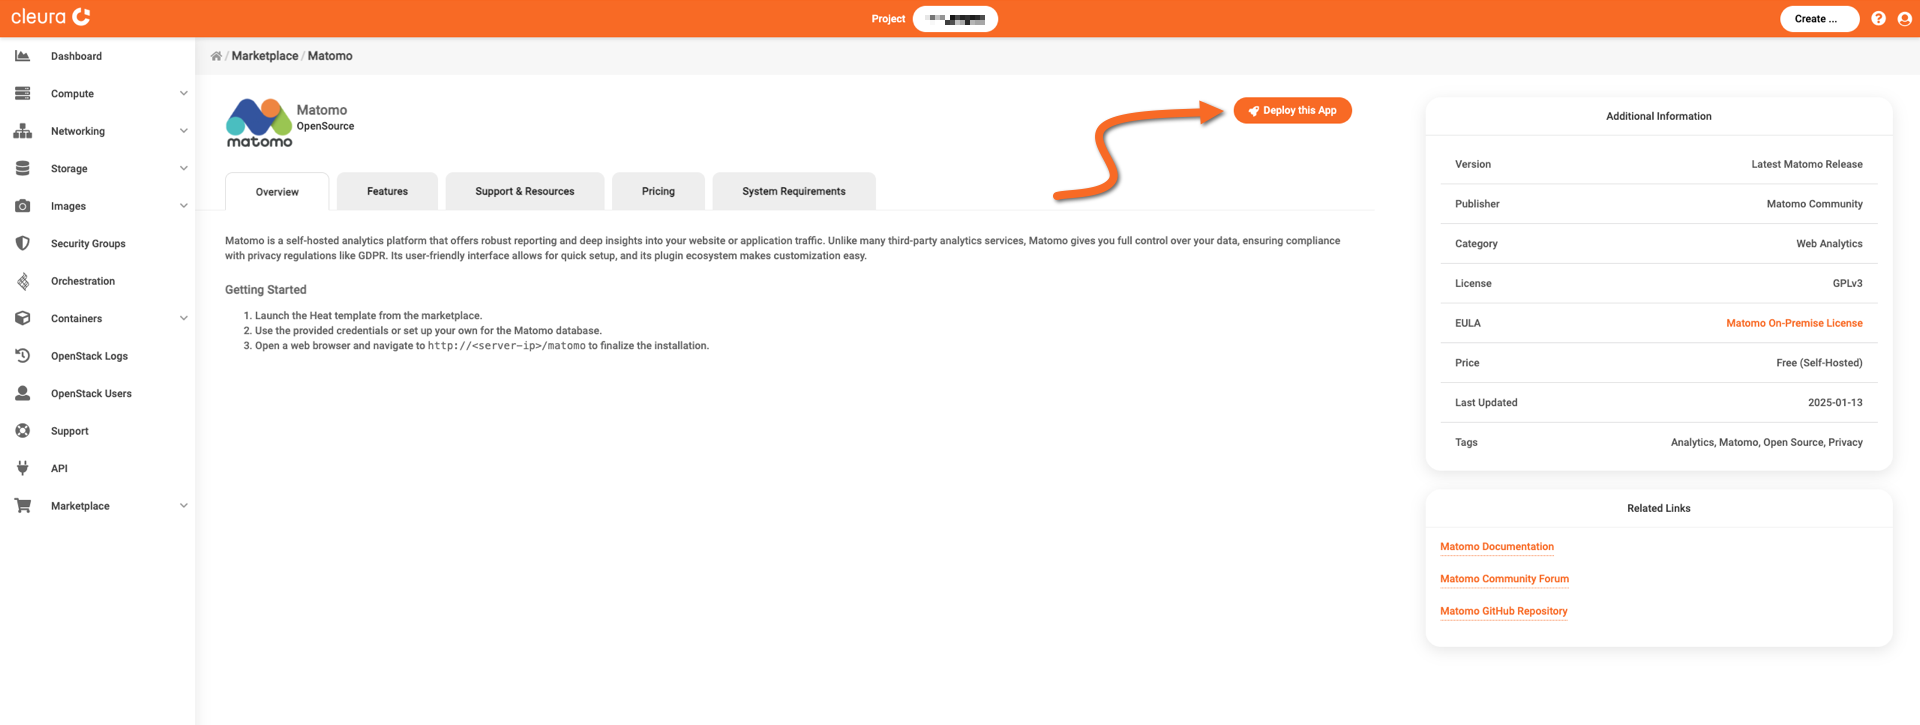 cleura
Project
Create ...
Dashboard
Compute
Networking
Storage
Images
Security Groups
Orchestration
Containers
OpenStack Logs
OpenStack Users
Support
API
Marketplace
/ Marketplace / Matomo
matomo
Matomo
OpenSource
Deploy this App
Overview
Features
Support & Resources
Pricing
System Requirements
Matomo is a self-hosted analytics platform that offers robust reporting and deep insights into your website or application traffic. Unlike many third-party analytics services, Matomo gives you full control over your data, ensuring compliance
with privacy regulations like GDPR. Its user-friendly interface allows for quick setup, and its plugin ecosystem makes customization easy.
Getting Started
1. Launch the Heat template from the marketplace.
2. Use the provided credentials or set up your own for the Matomo database.
3. Open a web browser and navigate to http://<server-ip>/matomo to finalize the installation.
Additional Information
Version Latest Matomo Release
Publisher Matomo Community
Category Web Analytics
License GPLv3
EULA Matomo On-Premise License
Price Free (Self-Hosted)
Last Updated 2025-01-13
Tags Analytics, Matomo, Open Source, Privacy
Related Links
Matomo Documentation
Matomo Community Forum
Matomo GitHub Repository